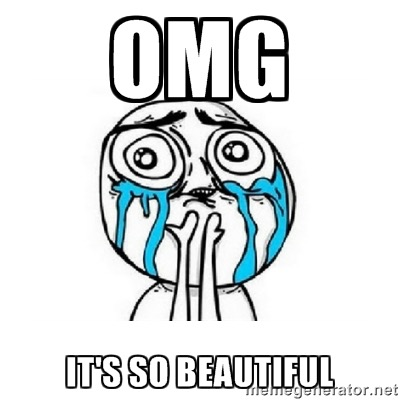 OMG
IT'S SO BEAUTIFUL
memegenerator.net